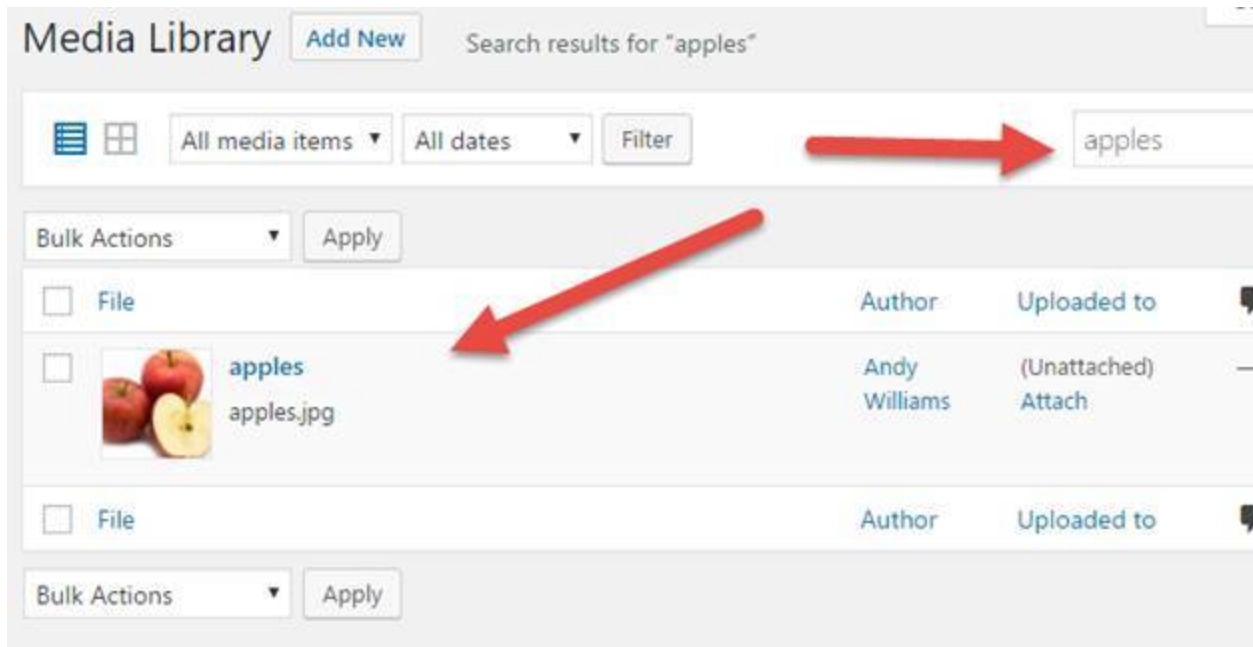 Media Library Add New Search results for "apples"
All media items All dates Filter apples
Bulk Actions Apply
File Author Uploaded to
apples Andy (Unattached)
apples.jpg Williams Attach
File Author Uploaded to
Bulk Actions Apply